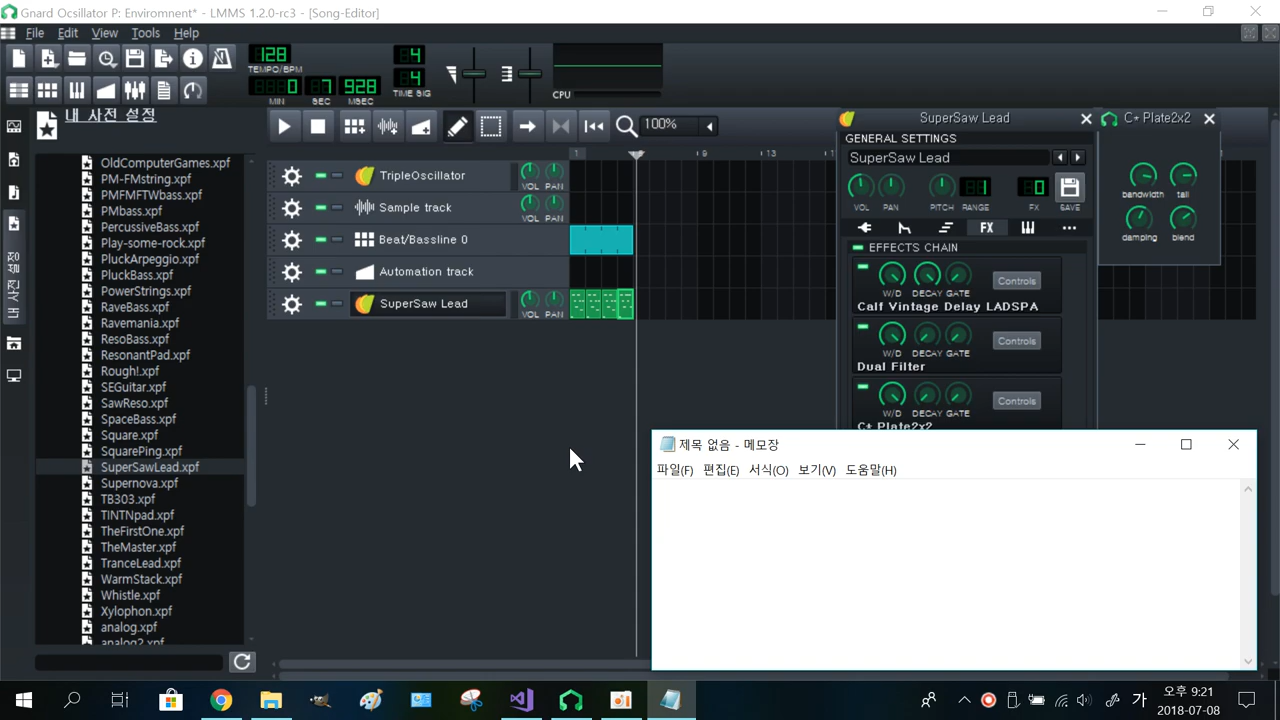 Gnard Ocsillator P: Enviromnent* - LMMS 1.2.0-rc3 - [Song-Editor]
File Edit View Tools Help
128
TEMPO/BPM
0 7 928
MIN SEC MSEC
4
4
TIME SIG
CPU
내 사전 설정
OldComputerGames.xpf
PM-FMstring.xpf
PMFMFTWbass.xpf
PMbass.xpf
PercussiveBass.xpf
Play-some-rock.xpf
PluckArpeggio.xpf
PluckBass.xpf
PowerStrings.xpf
RaveBass.xpf
Ravemania.xpf
ResoBass.xpf
ResonantPad.xpf
Rough!.xpf
SEGuitar.xpf
SawReso.xpf
SpaceBass.xpf
Square.xpf
SquarePing.xpf
SuperSawLead.xpf
Supernova.xpf
TB303.xpf
TINTNpad.xpf
TheFirstOne.xpf
TheMaster.xpf
TranceLead.xpf
WarmStack.xpf
Whistle.xpf
Xylophon.xpf
analog.xpf
analog2.xpf
100%
1 9 13
TripleOscillator
VOL PAN
Sample track
VOL PAN
Beat/Bassline 0
Automation track
SuperSaw Lead
VOL PAN
SuperSaw Lead
GENERAL SETTINGS
SuperSaw Lead
1 0
VOL PAN PITCH RANGE FX SAVE
FX
EFFECTS CHAIN
W/D DECAY GATE
Controls
Calf Vintage Delay LADSPA
W/D DECAY GATE
Controls
Dual Filter
W/D DECAY GATE
Controls
C* Plate2x2
C* Plate2x2
bandwidth tail
damping blend
제목 없음 - 메모장
파일(F) 편집(E) 서식(O) 보기(V) 도움말(H)
가
오후 9:21
2018-07-08